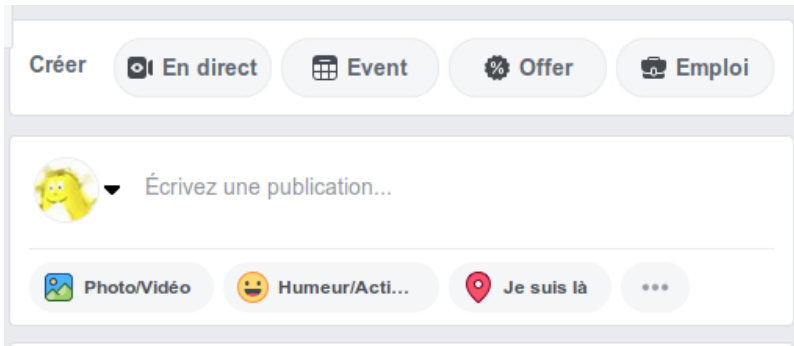 Créer En direct Event Offer Emploi
Écrivez une publication...
Photo/Vidéo Humeur/Acti... Je suis là